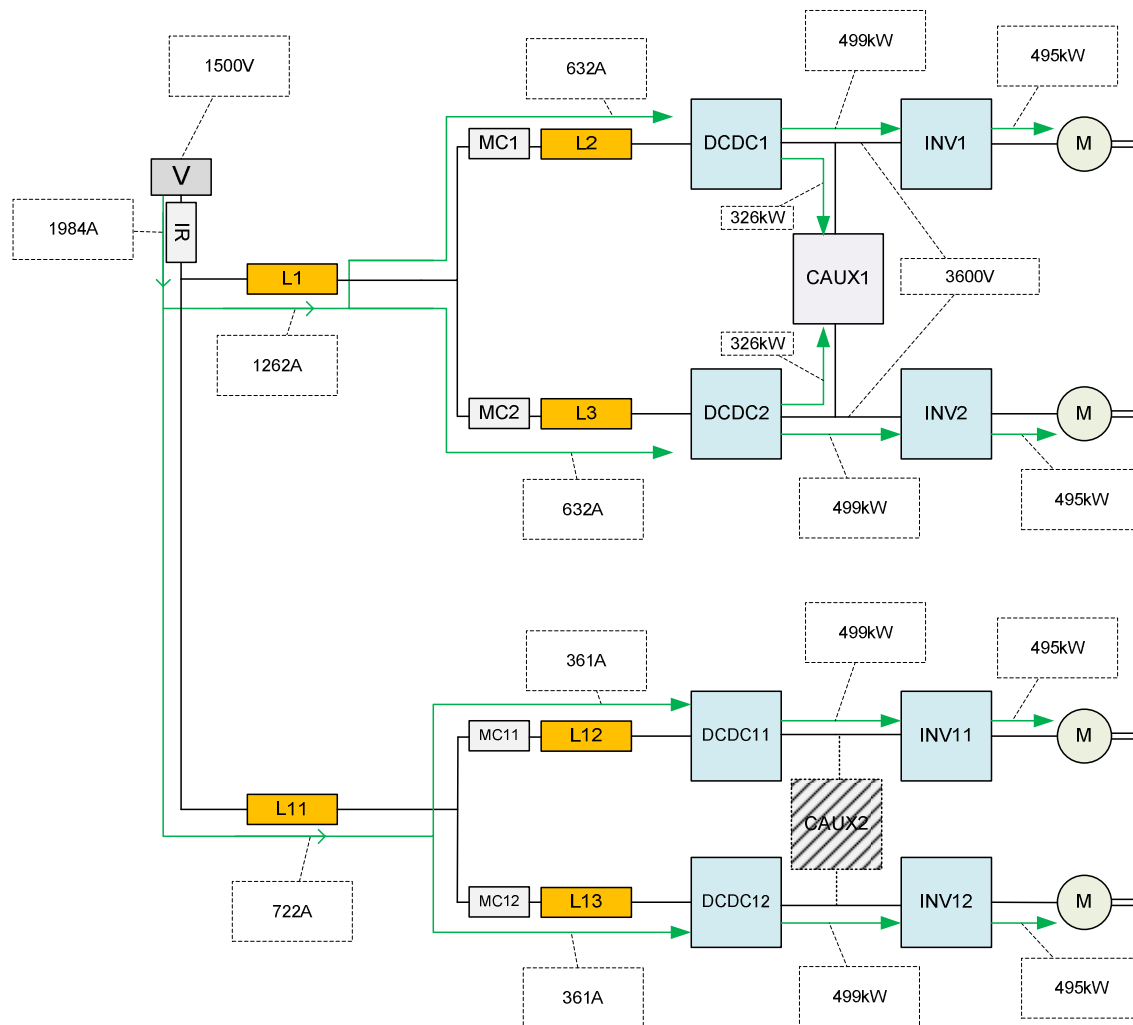 499kW
495kW
632A
1500V
MC1
L2
DCDC1
INV1
M
V
IR
1984A
326kW
L1
CAUX1
3600V
326kW
1262A
MC2
L3
DCDC2
INV2
M
632A
499kW
495kW
361A
499kW
495kW
MC11
L12
DCDC11
INV11
M
L11
CAUX2
722A
MC12
L13
DCDC12
INV12
M
361A
499kW
495kW